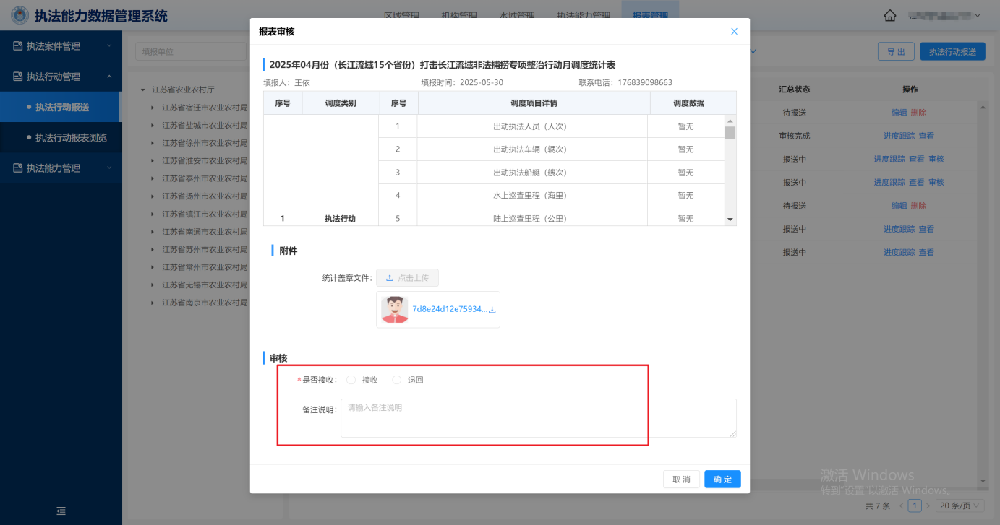 执法能力数据管理系统
区域管理 机构管理 水域管理 执法能力管理 报表管理
执法案件管理
执法行动管理
执法行动报送
执法行动报表浏览
执法能力管理
填报单位
导 出 执法行动报送
江苏省农业农村厅
江苏省宿迁市农业农村局
江苏省盐城市农业农村局
江苏省徐州市农业农村局
江苏省淮安市农业农村局
江苏省泰州市农业农村局
江苏省扬州市农业农村局
江苏省镇江市农业农村局
江苏省南通市农业农村局
江苏省苏州市农业农村局
江苏省常州市农业农村局
江苏省无锡市农业农村局
江苏省南京市农业农村局
报表审核
2025年04月份（长江流域15个省份）打击长江流域非法捕捞专项整治行动月调度统计表
填报人：王侬 填报时间：2025-05-30 联系电话：176839098663
序号 调度类别 序号 调度项目详情 调度数据
1 出动执法人员（人次） 暂无
2 出动执法车辆（辆次） 暂无
3 出动执法船艇（艘次） 暂无
4 水上巡查里程（海里） 暂无
1 执法行动 5 陆上巡查里程（公里） 暂无
附件
统计盖章文件： 点击上传
7d8e24d12e75934...
审核
*是否接收： 接收 退回
备注说明： 请输入备注说明
取 消 确 定
汇总状态 操作
待报送 编辑 删除
审核完成 进度跟踪 查看
报送中 进度跟踪 查看 审核
报送中 进度跟踪 查看 审核
待报送 编辑 删除
报送中 进度跟踪 查看
报送中 进度跟踪 查看
激活 Windows
转到"设置"以激活 Windows。
共 7 条 < 1 > 20 条/页